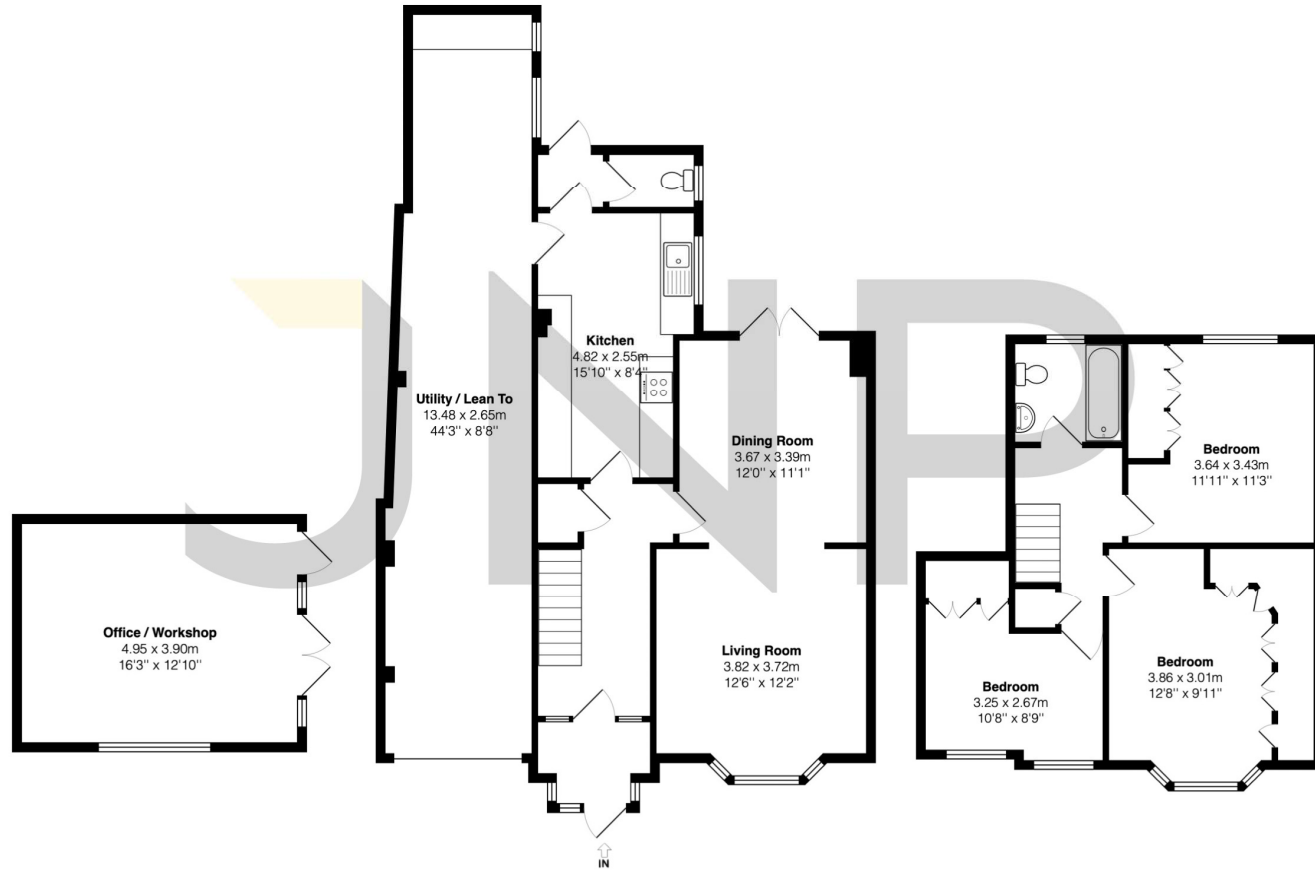 JNP
Utility / Lean To
13.48 x 2.65m
44'3" x 8'8"
Kitchen
4.82 x 2.55m
15'10" x 8'4"
Dining Room
3.67 x 3.39m
12'0" x 11'1"
Living Room
3.82 x 3.72m
12'6" x 12'2"
Office / Workshop
4.95 x 3.90m
16'3" x 12'10"
Bedroom
3.64 x 3.43m
11'11" x 11'3"
Bedroom
3.86 x 3.01m
12'8" x 9'11"
Bedroom
3.25 x 2.67m
10'8" x 8'9"
IN